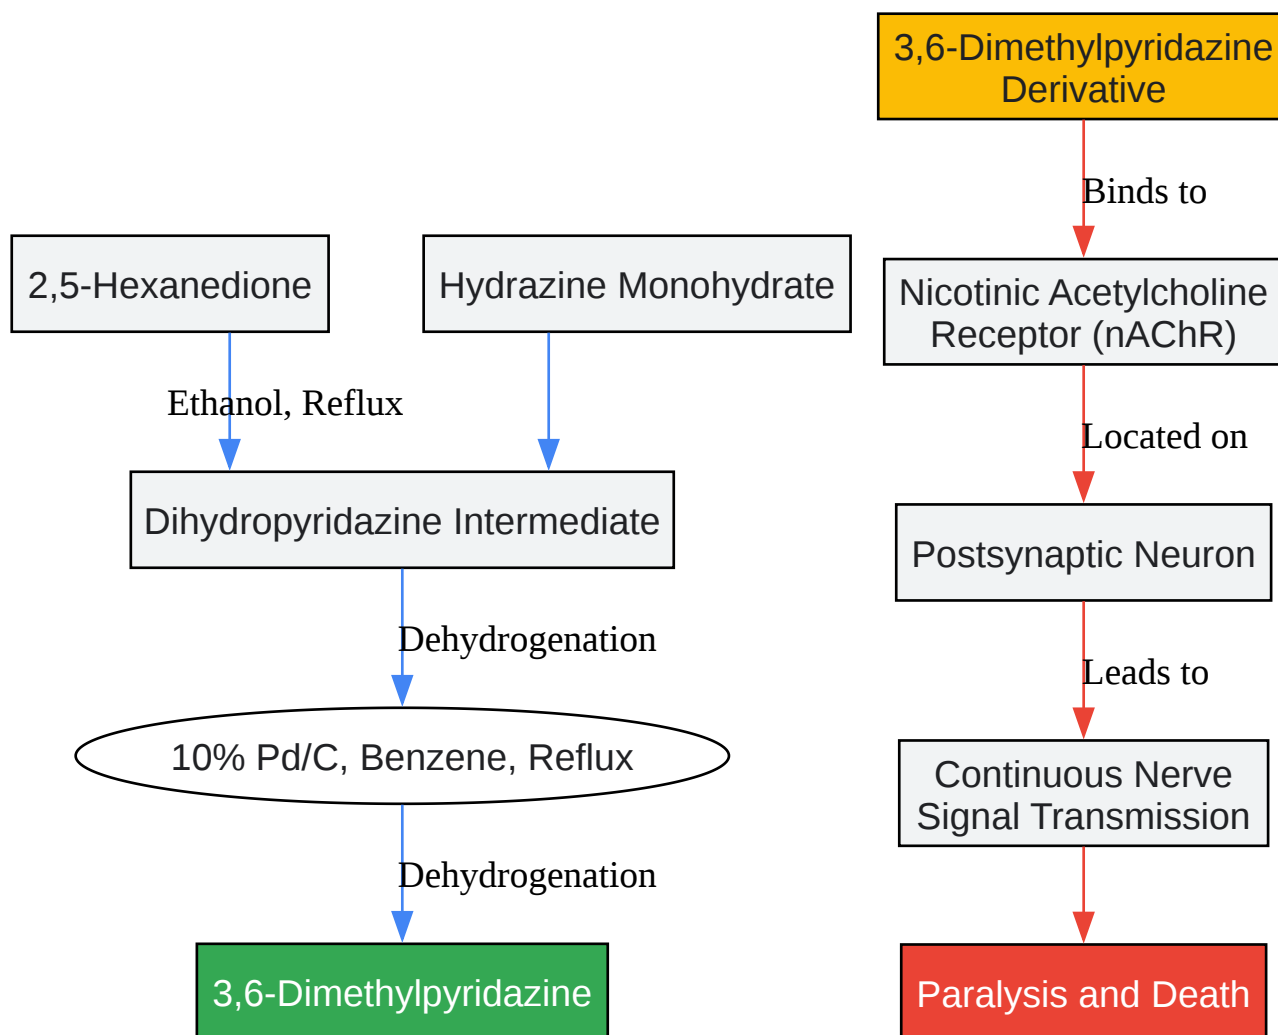 2,5-Hexanedione
Hydrazine Monohydrate
Ethanol, Reflux
Dihydropyridazine Intermediate
Dehydrogenation
10% Pd/C, Benzene, Reflux
Dehydrogenation
3,6-Dimethylpyridazine
3,6-Dimethylpyridazine
Derivative
Binds to
Nicotinic Acetylcholine
Receptor (nAChR)
Located on
Postsynaptic Neuron
Leads to
Continuous Nerve
Signal Transmission
Paralysis and Death